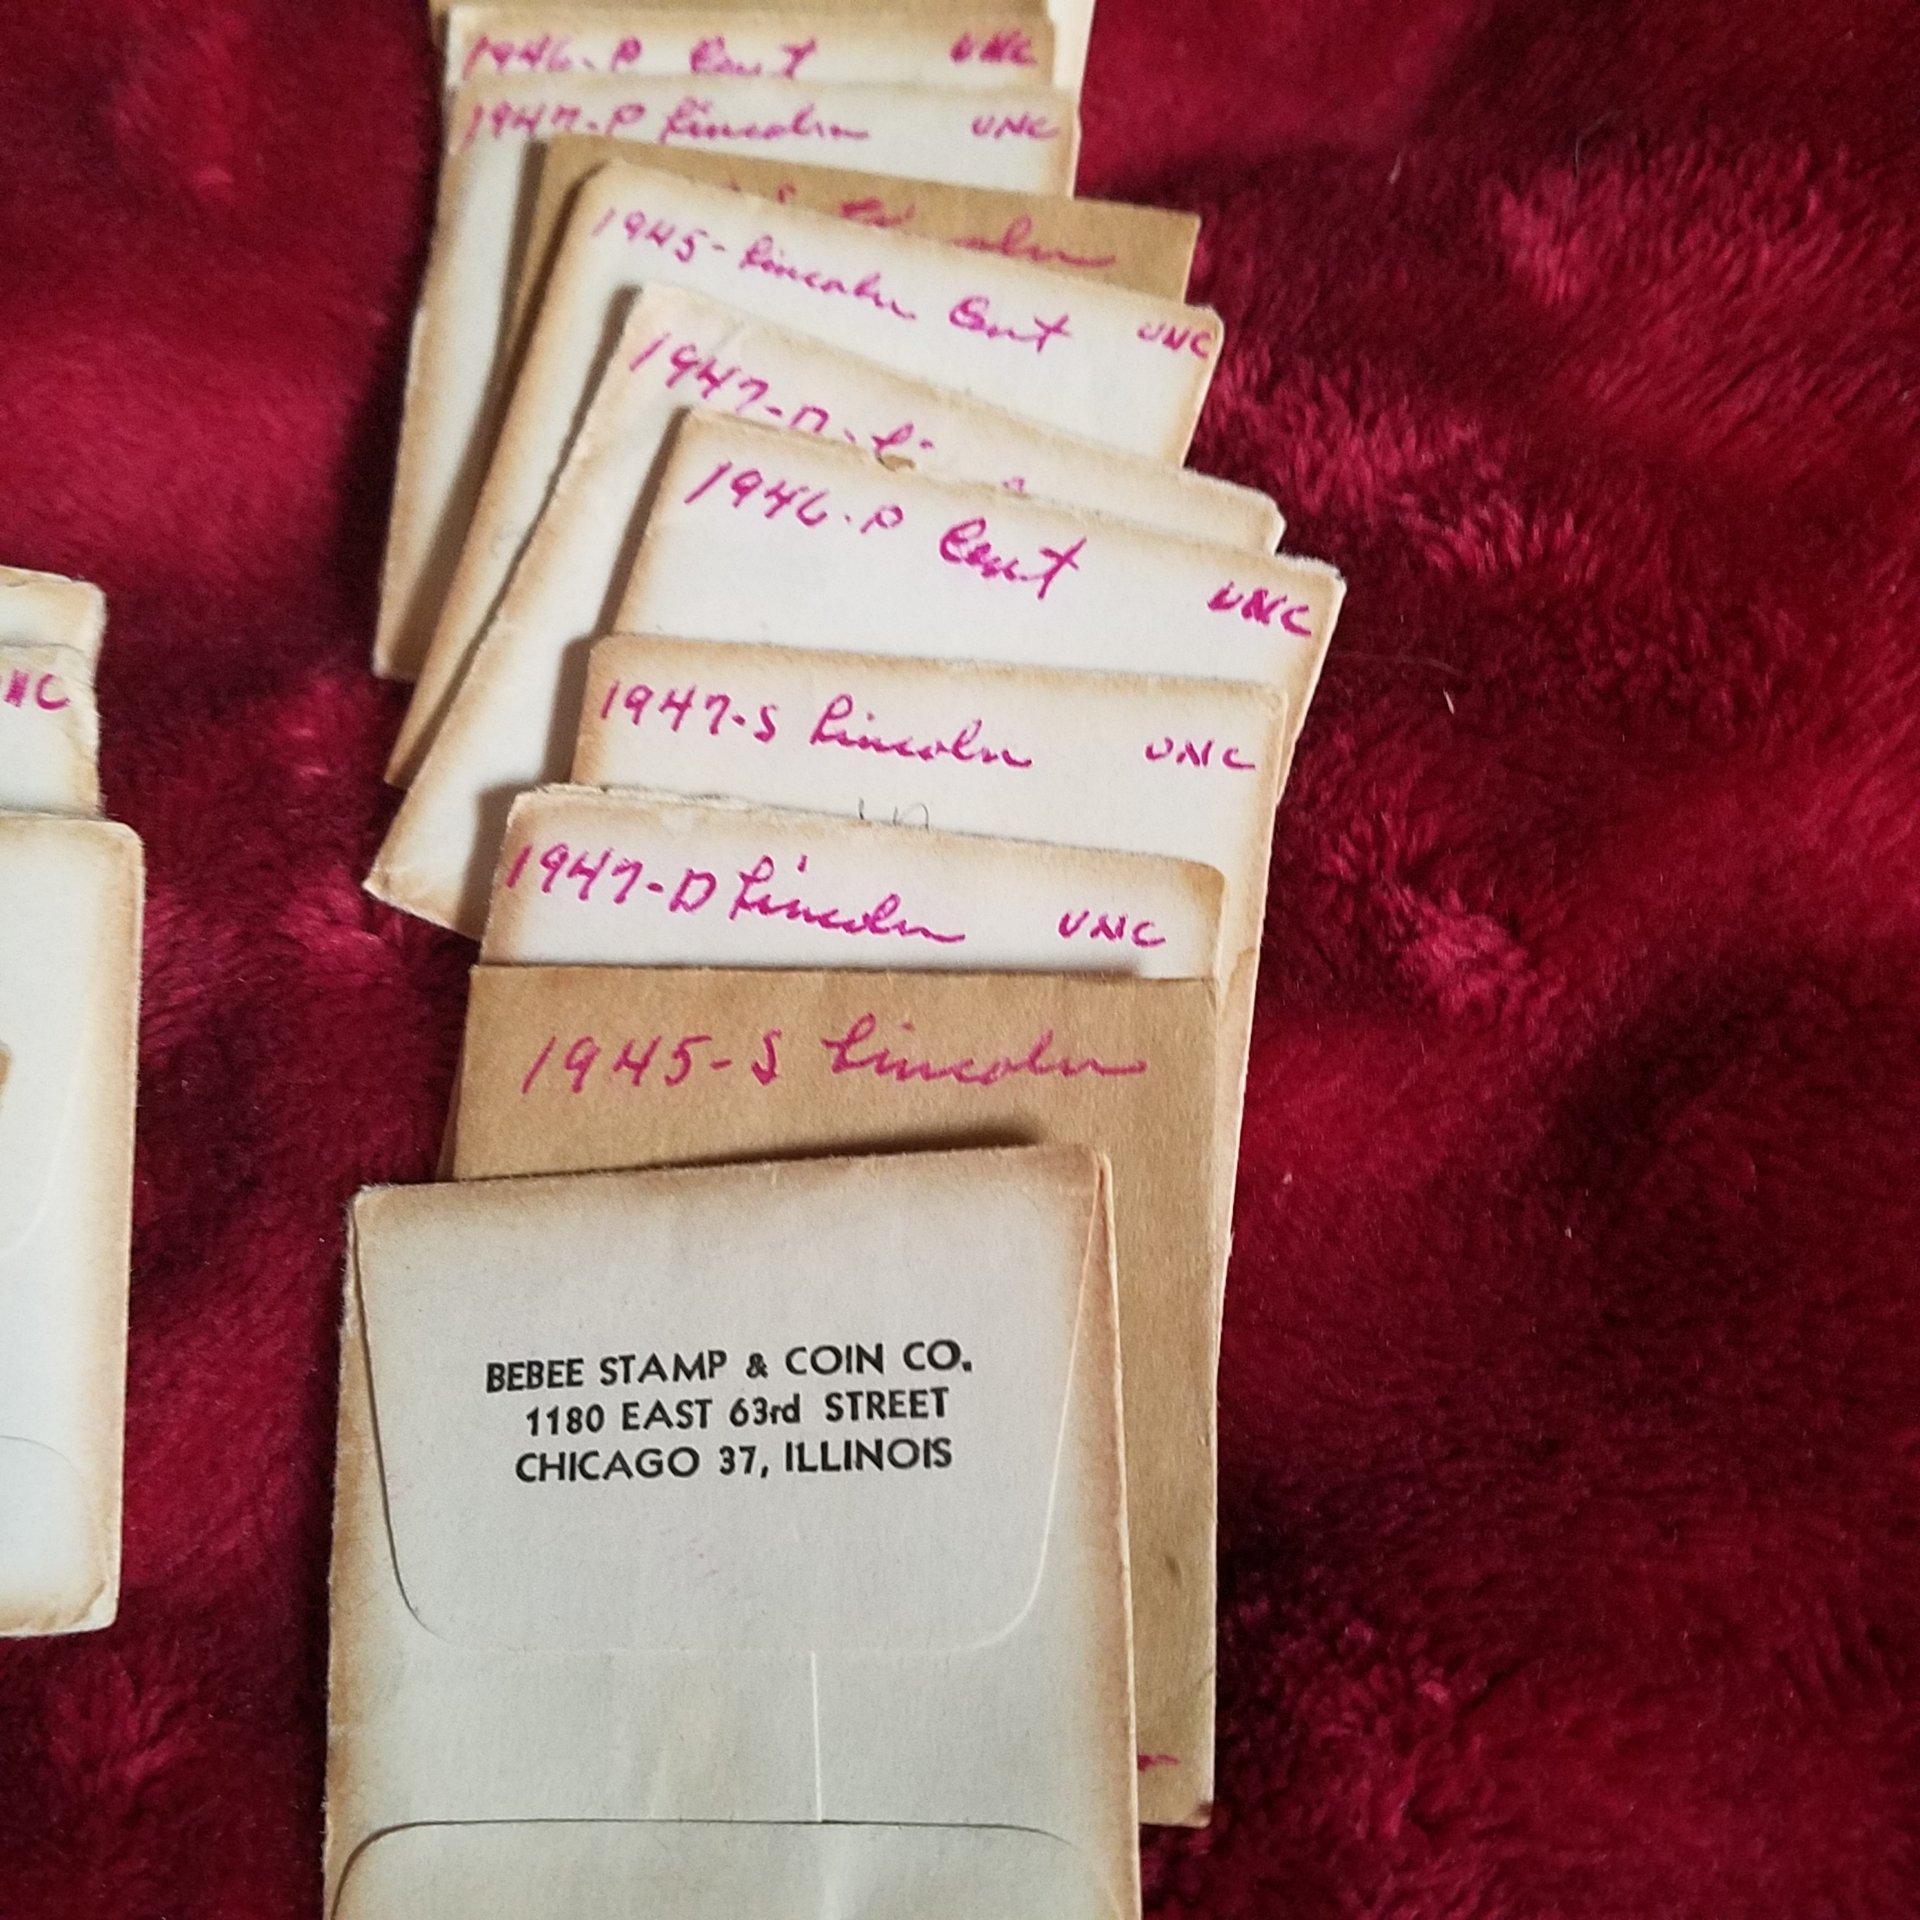 1946-P Cent UNC
1947-P Lincoln UNC
S
1945-Lincoln Cent UNC
1947-D-
1946-P Cent UNC
1947-S Lincoln UNC
1947-D Lincoln UNC
1945-S Lincoln
BEBEE STAMP & COIN CO.
1180 EAST 63rd STREET
CHICAGO 37, ILLINOIS